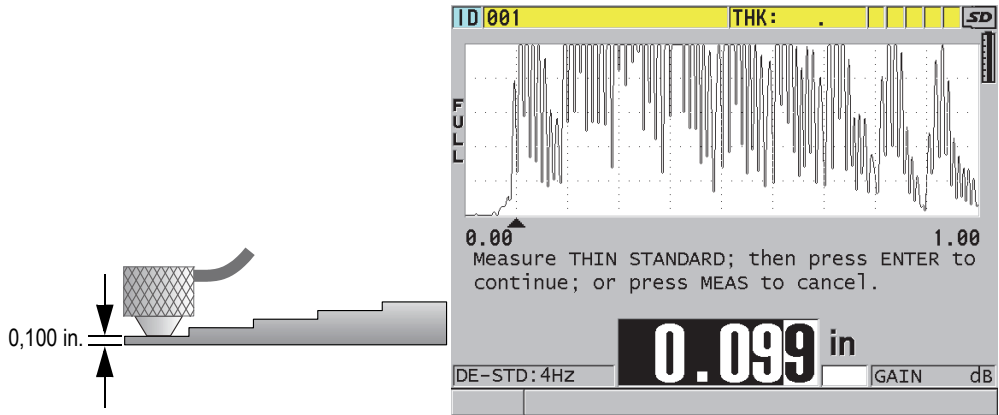 0,100 in.
ID 001 THK: . SD
FULL
0.00 1.00
Measure THIN STANDARD; then press ENTER to
continue; or press MEAS to cancel.
0.099 in
DE-STD:4Hz GAIN dB